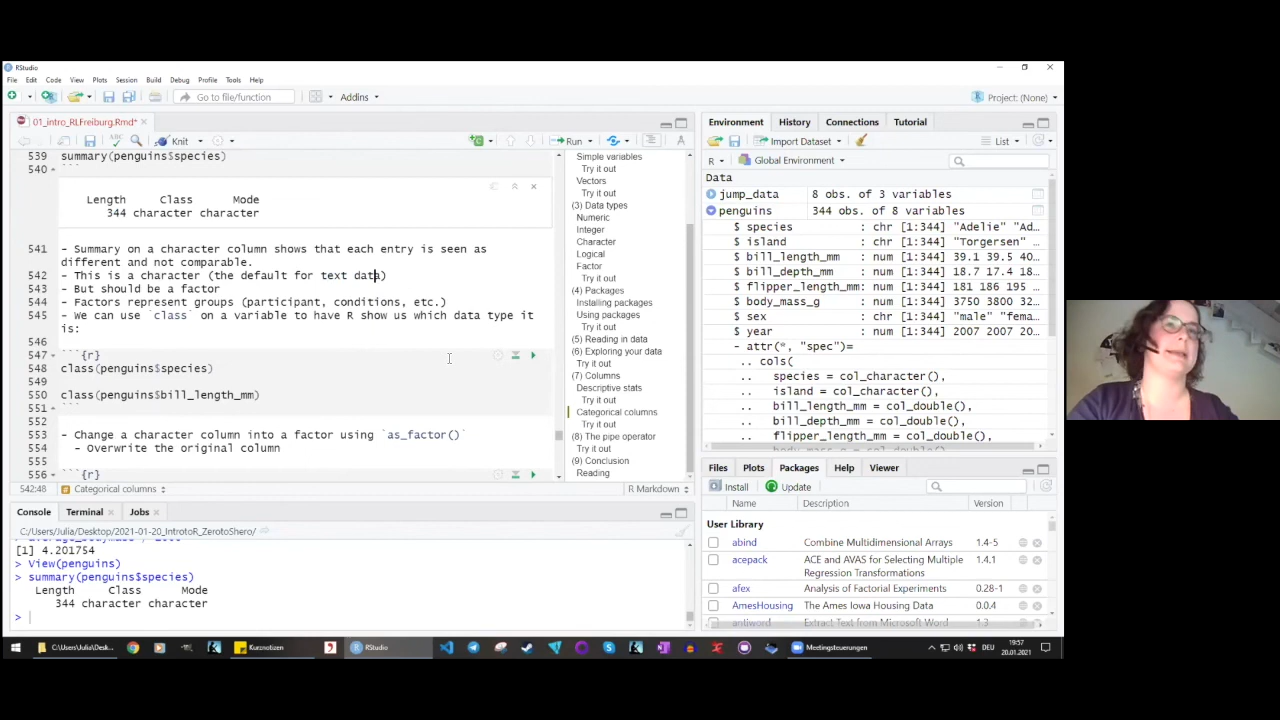 RStudio
File Edit Code View Plots Session Build Debug Profile Tools Help
Go to file/function Addins Project: (None)
01_intro_RLFreiburg.Rmd*
Knit Run
539 summary(penguins$species)
540 ```
Length Class Mode
344 character character
541 - Summary on a character column shows that each entry is seen as
different and not comparable.
542 - This is a character (the default for text data)
543 - But should be a factor
544 - Factors represent groups (participant, conditions, etc.)
545 - We can use `class` on a variable to have R show us which data type it
is:
546
547 ```{r}
548 class(penguins$species)
549
550 class(penguins$bill_length_mm)
551 ```
552
553 - Change a character column into a factor using `as_factor()`
554 - Overwrite the original column
555
556 ```{r}
542:48 Categorical columns R Markdown
Simple variables
Try it out
Vectors
Try it out
(3) Data types
Numeric
Integer
Character
Logical
Factor
Try it out
(4) Packages
Installing packages
Using packages
Try it out
(5) Reading in data
(6) Exploring your data
Try it out
(7) Columns
Descriptive stats
Try it out
Categorical columns
Try it out
(8) The pipe operator
Try it out
(9) Conclusion
Reading
Console Terminal Jobs
C:/Users/Julia/Desktop/2021-01-20_IntrotoR_ZerotoShero/
[1] 4.201754
> View(penguins)
> summary(penguins$species)
Length Class Mode
344 character character
>
Environment History Connections Tutorial
Import Dataset List
R Global Environment
Data
jump_data 8 obs. of 3 variables
penguins 344 obs. of 8 variables
$ species : chr [1:344] "Adelie" "Ad…
$ island : chr [1:344] "Torgersen" …
$ bill_length_mm : num [1:344] 39.1 39.5 40…
$ bill_depth_mm : num [1:344] 18.7 17.4 18…
$ flipper_length_mm: num [1:344] 181 186 195 …
$ body_mass_g : num [1:344] 3750 3800 32…
$ sex : chr [1:344] "male" "fema…
$ year : num [1:344] 2007 2007 20…
- attr(*, "spec")=
.. cols(
.. species = col_character(),
.. island = col_character(),
.. bill_length_mm = col_double(),
.. bill_depth_mm = col_double(),
.. flipper_length_mm = col_double(),
Files Plots Packages Help Viewer
Install Update
Name Description Version
User Library
abind Combine Multidimensional Arrays 1.4-5
acepack ACE and AVAS for Selecting Multiple
Regression Transformations 1.4.1
afex Analysis of Factorial Experiments 0.28-1
AmesHousing The Ames Iowa Housing Data 0.0.4
antiword Extract Text from Microsoft Word 1.3
C:\Users\Julia\Desk... Kurznotizen RStudio Meetingsteuerungen DEU 19:57
20.01.2021